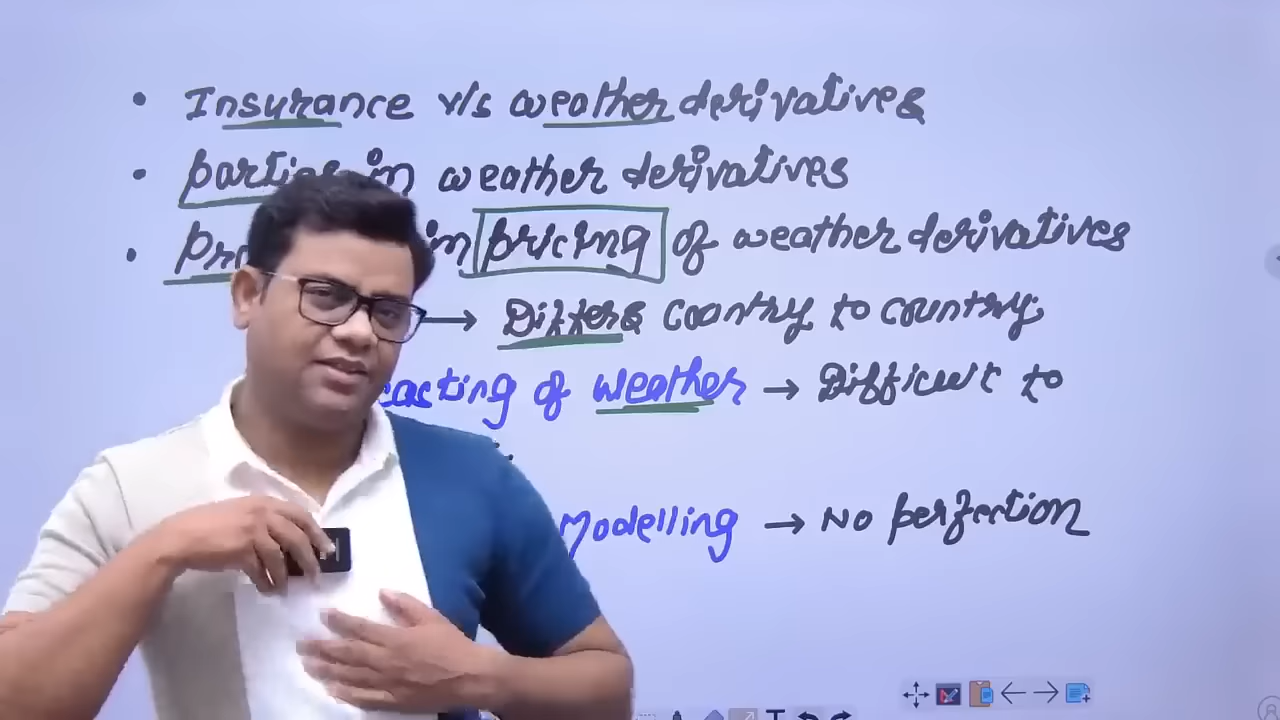 • Insurance v/s weather derivatives
• parties in weather derivatives
• in pricing of weather derivatives
→ Differs country to country
of weather → Difficult to
Modelling → No perfection